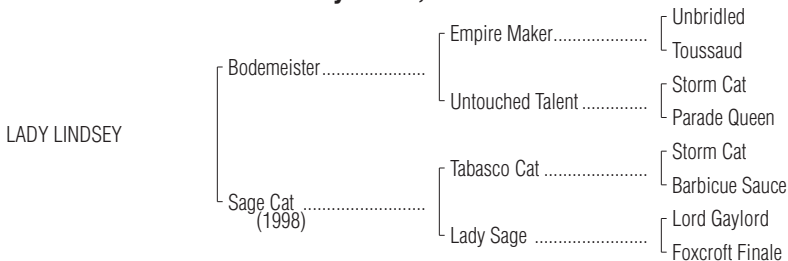 Unbridled
Empire Maker.....................
Toussaud
Bodemeister.......................
Storm Cat
Untouched Talent ...............
Parade Queen
LADY LINDSEY
Storm Cat
Tabasco Cat .......................
Barbicue Sauce
Sage Cat ...........................
(1998)
Lord Gaylord
Lady Sage .........................
Foxcroft Finale